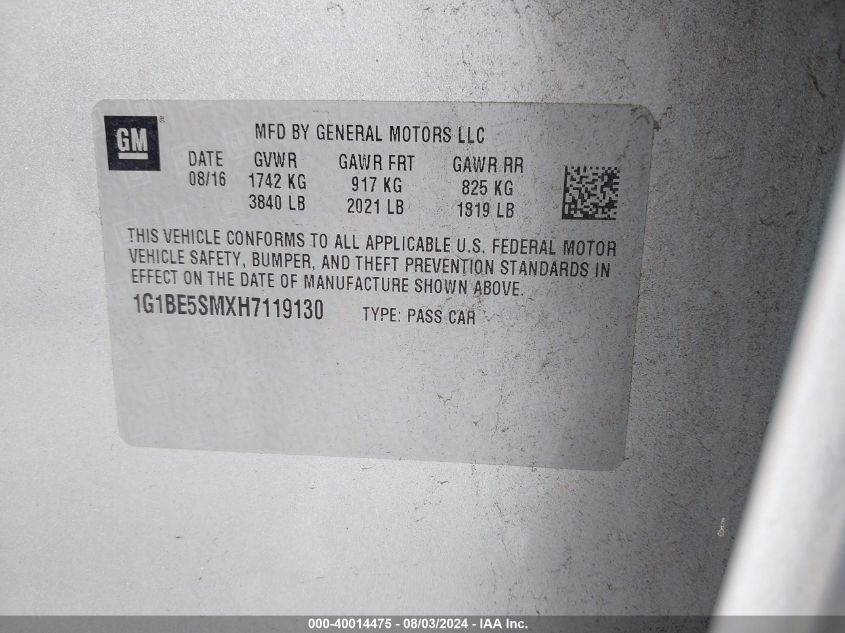 GM ®
MFD BY GENERAL MOTORS LLC
DATE GVWR GAWR FRT GAWR RR
08/16 1742 KG 917 KG 825 KG
3840 LB 2021 LB 1819 LB
THIS VEHICLE CONFORMS TO ALL APPLICABLE U.S. FEDERAL MOTOR
VEHICLE SAFETY, BUMPER, AND THEFT PREVENTION STANDARDS IN
EFFECT ON THE DATE OF MANUFACTURE SHOWN ABOVE.
1G1BE5SMXH7119130 TYPE: PASS CAR
000-40014475 - 08/03/2024 - IAA Inc.